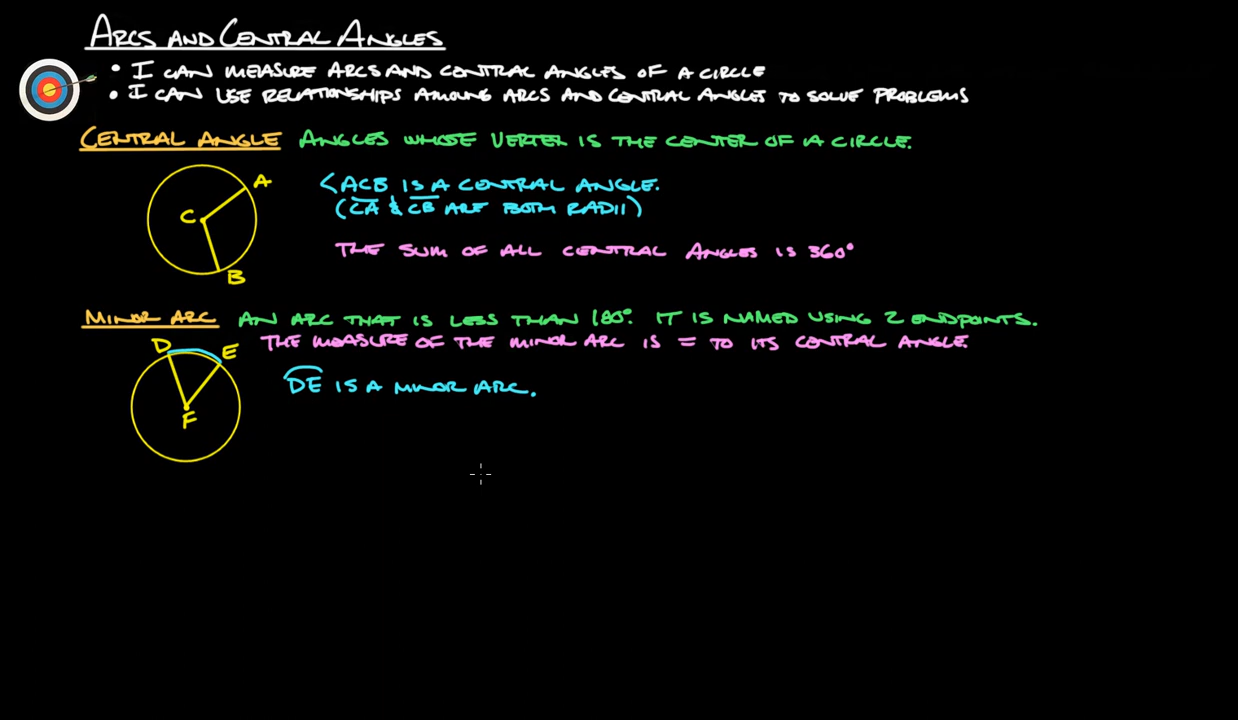 ARCS AND CENTRAL ANGLES
• I CAN MEASURE ARCS AND CENTRAL ANGLES OF A CIRCLE
• I CAN USE RELATIONSHIPS AMONG ARCS AND CENTRAL ANGLES TO SOLVE PROBLEMS
CENTRAL ANGLE ANGLES WHOSE VERTEX IS THE CENTER OF A CIRCLE.
A
C
B
∠ACB IS A CENTRAL ANGLE.
(C̅A̅ & C̅B̅ ARE BOTH RADII)
THE SUM OF ALL CENTRAL ANGLES IS 360°
MINOR ARC AN ARC THAT IS LESS THAN 180°. IT IS NAMED USING 2 ENDPOINTS.
THE MEASURE OF THE MINOR ARC IS = TO ITS CENTRAL ANGLE.
D
E
F
D͡E IS A MINOR ARC.